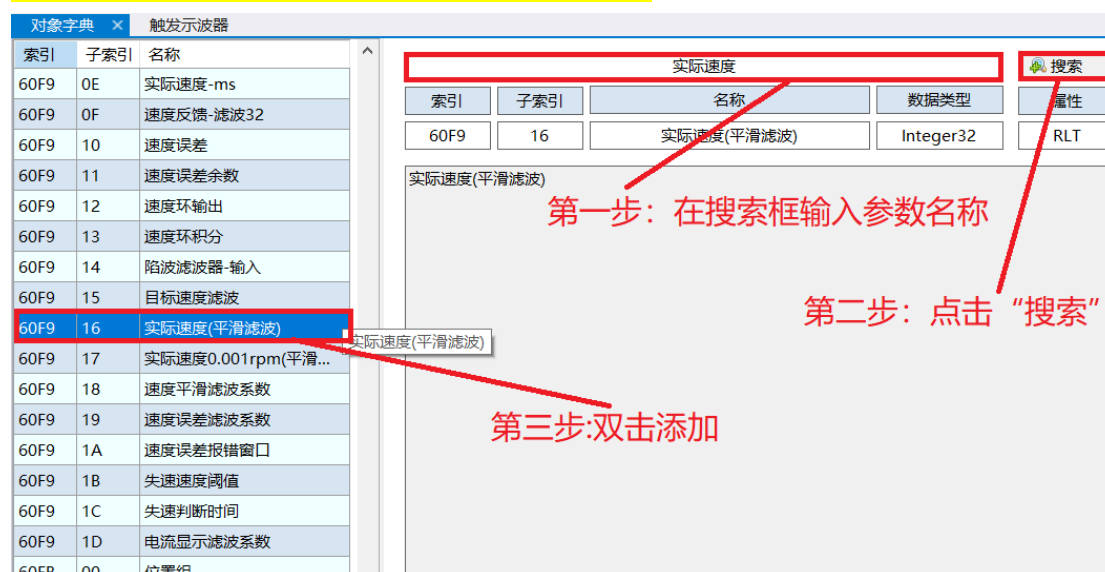 对象字典 × 触发示波器
索引 子索引 名称
60F9 0E 实际速度-ms
60F9 0F 速度反馈-滤波32
60F9 10 速度误差
60F9 11 速度误差余数
60F9 12 速度环输出
60F9 13 速度环积分
60F9 14 陷波滤波器-输入
60F9 15 目标速度滤波
60F9 16 实际速度(平滑滤波)
60F9 17 实际速度0.001rpm(平滑...
60F9 18 速度平滑滤波系数
60F9 19 速度误差滤波系数
60F9 1A 速度误差报错窗口
60F9 1B 失速速度阈值
60F9 1C 失速判断时间
60F9 1D 电流显示滤波系数
60FB 00 位置组
实际速度 搜索
索引 子索引 名称 数据类型 属性
60F9 16 实际速度(平滑滤波) Integer32 RLT
实际速度(平滑滤波)
第一步：在搜索框输入参数名称
第二步：点击“搜索”
实际速度(平滑滤波)
第三步:双击添加